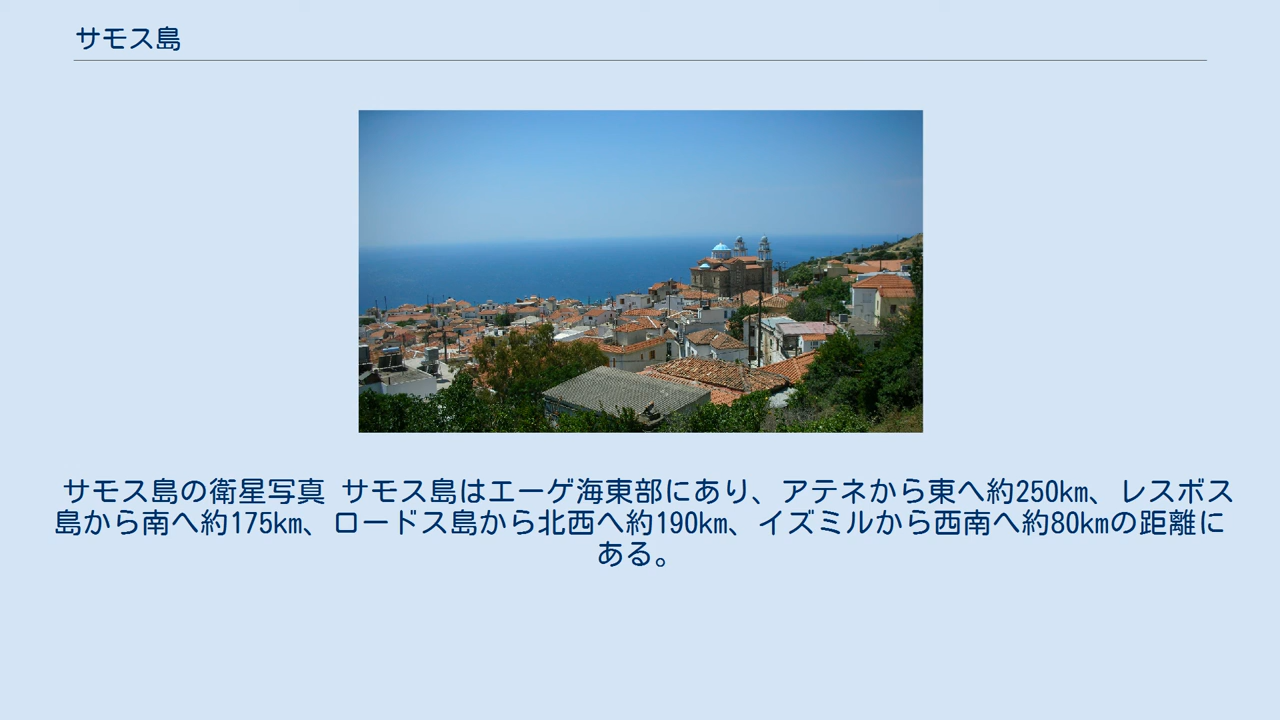 サモス島
サモス島の衛星写真 サモス島はエーゲ海東部にあり、アテネから東へ約250km、レスボス
島から南へ約175km、ロードス島から北西へ約190km、イズミルから西南へ約80kmの距離に
ある。